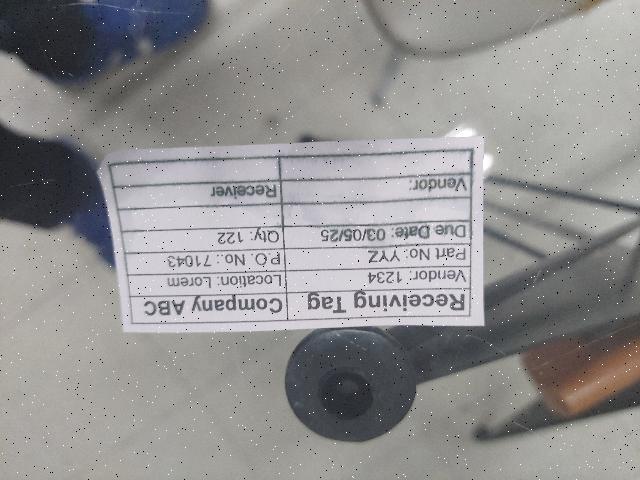 Receiving Tag Company ABC
Vendor: 1234 Location: Lorem
Part No: YYZ P.O. No.: 71043
Due Date: 03/05/25 Qty: 122
Vendor: Receiver